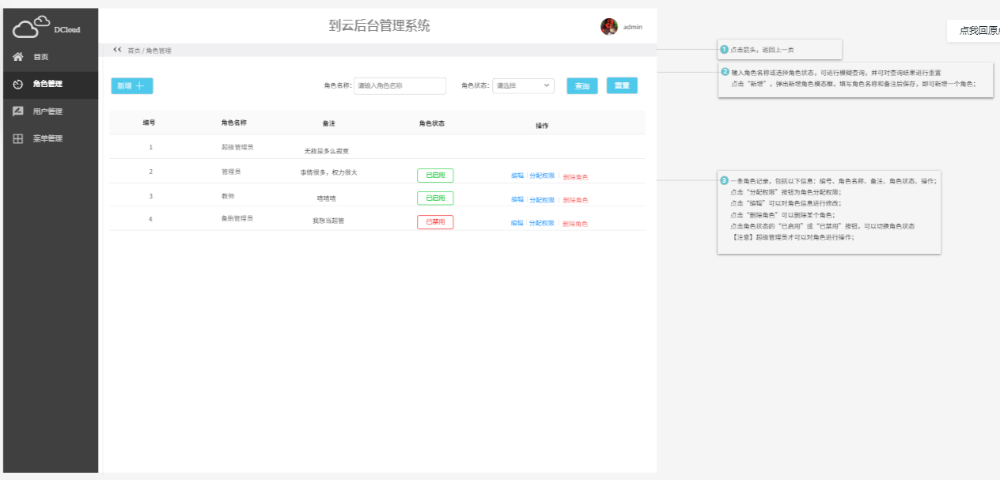 DCloud
到云后台管理系统
admin
点我回原
首页
首页 / 角色管理
角色管理
用户管理
菜单管理
新增
角色名称: 请输入角色名称
角色状态: 请选择
查询
重置
编号 角色名称 备注 角色状态 操作
1 超级管理员 无敌是多么寂寞
2 管理员 事情很多，权力很大 已启用 编辑 分配权限 删除角色
3 教师 嘻嘻嘻 已启用 编辑 分配权限 删除角色
4 备胎管理员 我想当超管 已禁用 编辑 分配权限 删除角色
1 点击箭头，返回上一页
2 输入角色名称或选择角色状态，可进行模糊查询，并可对查询结果进行重置
点击“新增”，弹出新增角色模态框，填写角色名称和备注后保存，即可新增一个角色；
3 一条角色记录，包括以下信息：编号、角色名称、备注、角色状态、操作；
点击“分配权限”按钮为角色分配权限；
点击“编辑”可以对角色信息进行修改；
点击“删除角色”可以删除某个角色；
点击角色状态的“已启用”或“已禁用”按钮，可以切换角色状态
【注意】超级管理员才可以对角色进行操作；